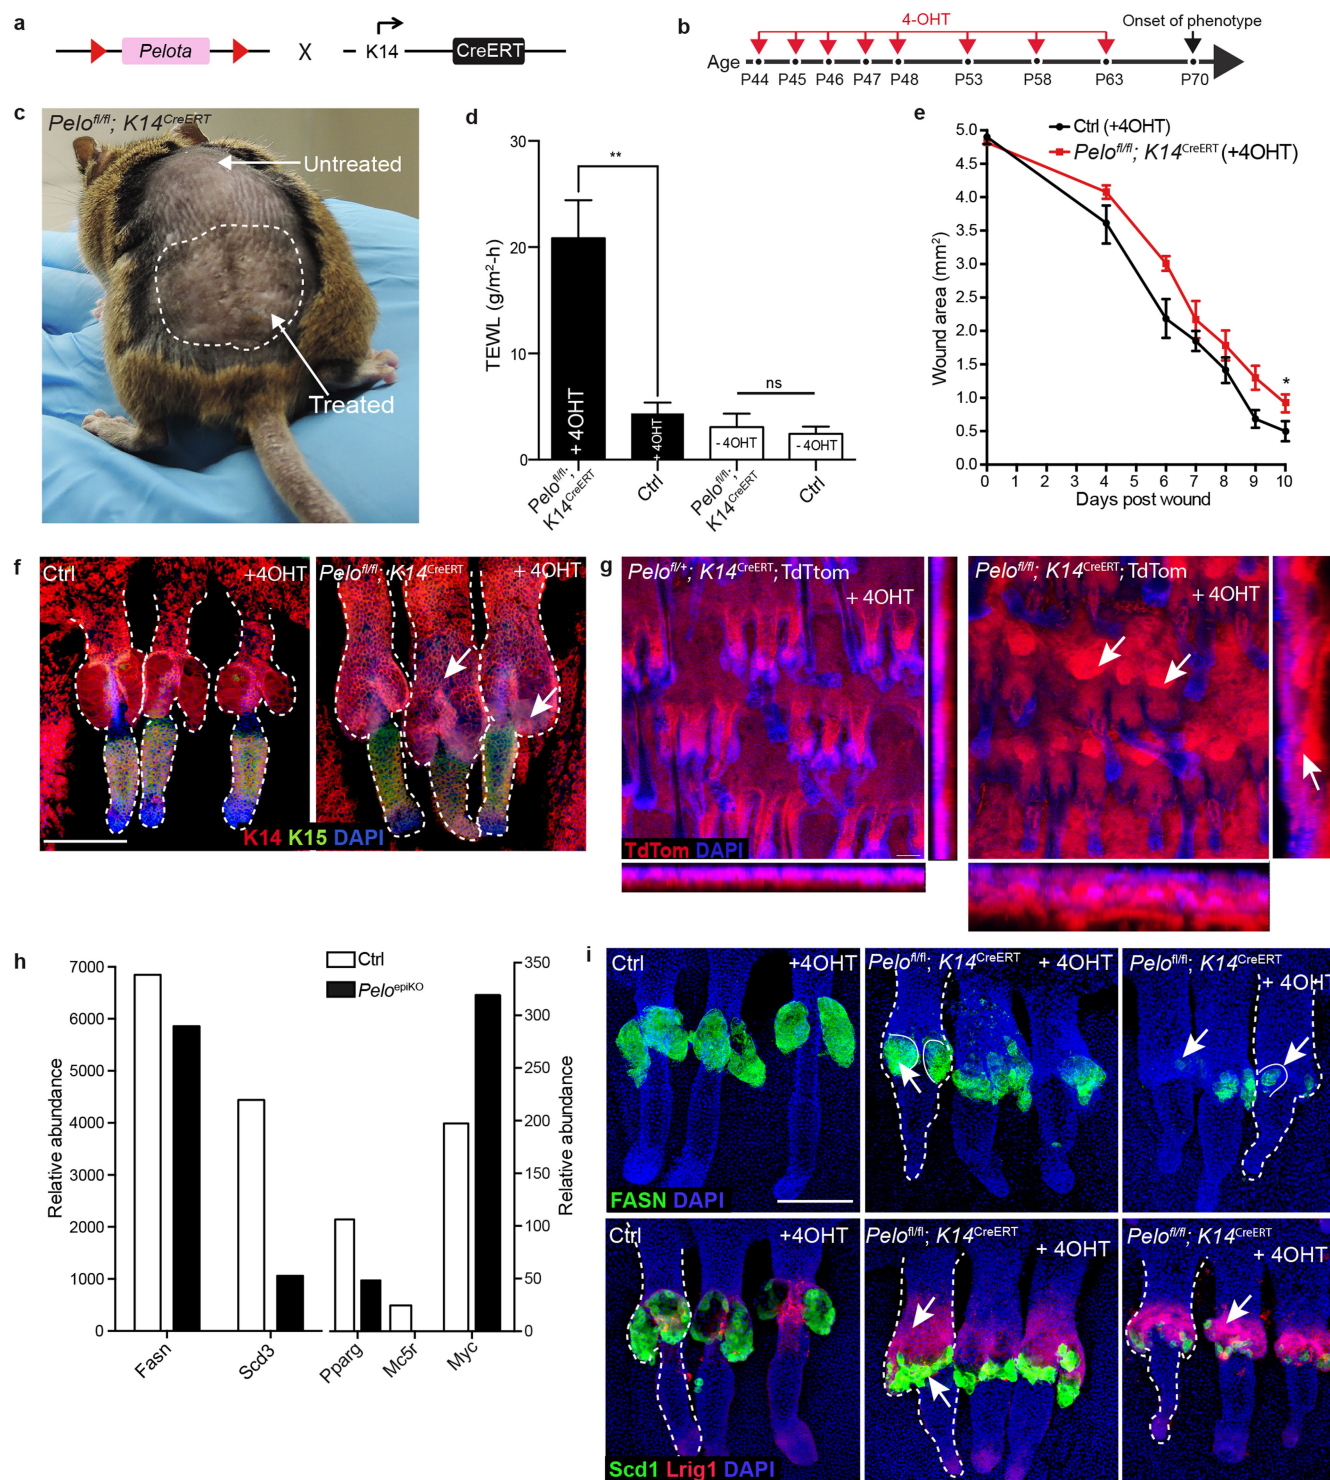 a
Pelota
X
K14
CreERT
b
4-OHT
Onset of phenotype
Age
P44
P45
P46
P47
P48
P53
P58
P63
P70
c
Pelo^fl/fl; K14^CreERT
Untreated
Treated
d
30
20
10
0
TEWL (g/m²-h)
**
ns
+ 4OHT
+ 4OHT
- 4OHT
- 4OHT
Pelo^fl/fl;
K14^CreERT
Ctrl
Pelo^fl/fl;
K14^CreERT
Ctrl
e
Ctrl (+4OHT)
Pelo^fl/fl; K14^CreERT (+4OHT)
5.0
4.5
4.0
3.5
3.0
2.5
2.0
1.5
1.0
0.5
0.0
Wound area (mm²)
*
0 1 2 3 4 5 6 7 8 9 10
Days post wound
f
Ctrl
+4OHT
Pelo^fl/fl; K14^CreERT
+ 4OHT
K14 K15 DAPI
g
Pelo^fl/+; K14^CreERT; TdTtom
+ 4OHT
TdTom DAPI
Pelo^fl/fl; K14^CreERT; TdTom
+ 4OHT
h
Ctrl
Pelo^epiKO
7000
6000
5000
4000
3000
2000
1000
0
Relative abundance
350
300
250
200
150
100
50
0
Relative abundance
Fasn
Scd3
Pparg
Mc5r
Myc
i
Ctrl
+4OHT
FASN DAPI
Pelo^fl/fl; K14^CreERT
+ 4OHT
Pelo^fl/fl; K14^CreERT
+ 4OHT
Ctrl
+4OHT
Scd1 Lrig1 DAPI
Pelo^fl/fl; K14^CreERT
+ 4OHT
Pelo^fl/fl; K14^CreERT
+ 4OHT